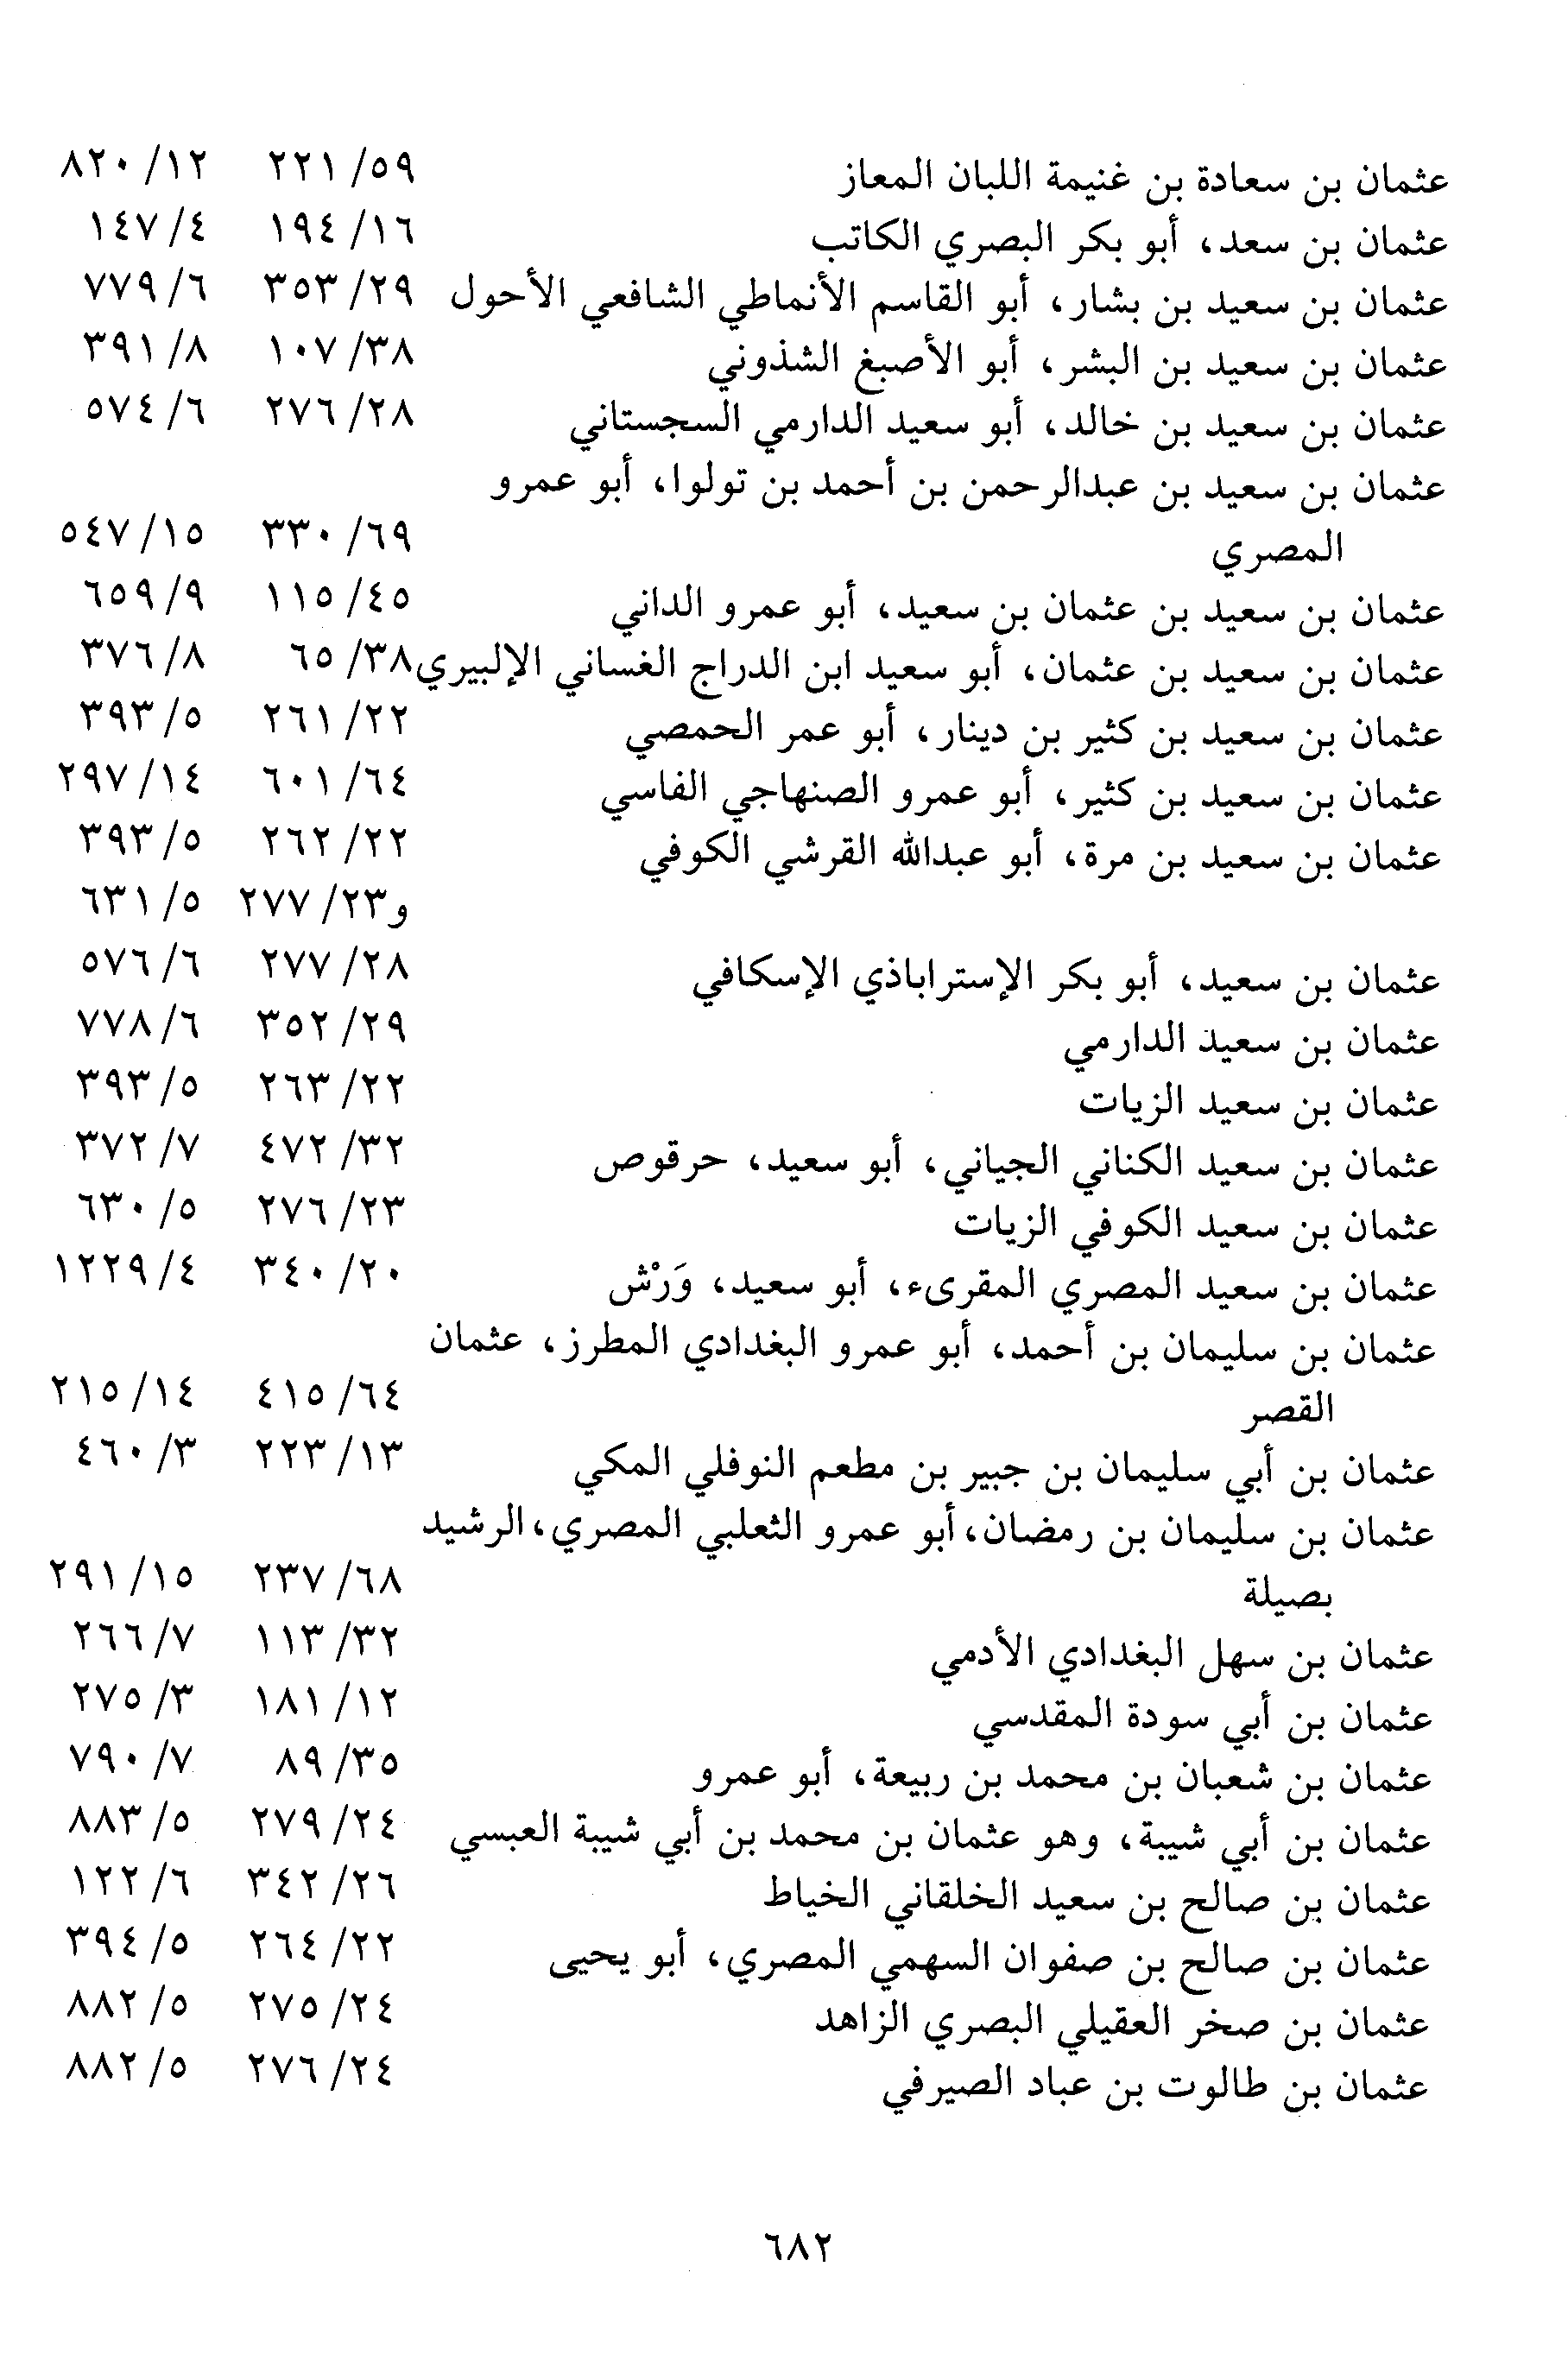 عثمان بن سعادة بن غنيمة اللبان المعاز ٥٩/ ٢٢١ ١٢/ ٨٢٠
عثمان بن سعد، أبو بكر البصري الكاتب ١٦/ ١٩٤ ٤/ ١٤٧
عثمان بن سعيد بن بشار، أبو القاسم الأنماطي الشافعي الأحول ٢٩/ ٣٥٣ ٦/ ٧٧٩
عثمان بن سعيد بن البشر، أبو الأصبغ الشذوني ٣٨/ ١٠٧ ٨/ ٣٩١
عثمان بن سعيد بن خالد، أبو سعيد الدارمي السجستاني ٢٨/ ٢٧٦ ٦/ ٥٧٤
عثمان بن سعيد بن عبدالرحمن بن أحمد بن تولوا، أبو عمرو
المصري ٦٩/ ٣٣٠ ١٥/ ٥٤٧
عثمان بن سعيد بن عثمان بن سعيد، أبو عمرو الداني ٤٥/ ١١٥ ٩/ ٦٥٩
عثمان بن سعيد بن عثمان، أبو سعيد ابن الدراج الغساني الإلبيري ٣٨/ ٦٥ ٨/ ٣٧٦
عثمان بن سعيد بن كثير بن دينار، أبو عمر الحمصي ٢٢/ ٢٦١ ٥/ ٣٩٣
عثمان بن سعيد بن كثير، أبو عمرو الصنهاجي الفاسي ٦٤/ ٦٠١ ١٤/ ٢٩٧
عثمان بن سعيد بن مرة، أبو عبدالله القرشي الكوفي ٢٢/ ٢٦٢ ٥/ ٣٩٣
و٢٣/ ٢٧٧ ٥/ ٦٣١
عثمان بن سعيد، أبو بكر الإستراباذي الإسكافي ٢٨/ ٢٧٧ ٦/ ٥٧٦
عثمان بن سعيد الدارمي ٢٩/ ٣٥٢ ٦/ ٧٧٨
عثمان بن سعيد الزيات ٢٢/ ٢٦٣ ٥/ ٣٩٣
عثمان بن سعيد الكناني الجياني، أبو سعيد، حرقوص ٣٢/ ٤٧٢ ٧/ ٣٧٢
عثمان بن سعيد الكوفي الزيات ٢٣/ ٢٧٦ ٥/ ٦٣٠
عثمان بن سعيد المصري المقرىء، أبو سعيد، وَرْش ٢٠/ ٣٤٠ ٤/ ١٢٢٩
عثمان بن سليمان بن أحمد، أبو عمرو البغدادي المطرز، عثمان
القصر ٦٤/ ٤١٥ ١٤/ ٢١٥
عثمان بن أبي سليمان بن جبير بن مطعم النوفلي المكي ١٣/ ٢٢٣ ٣/ ٤٦٠
عثمان بن سليمان بن رمضان، أبو عمرو الثعلبي المصري، الرشيد
بصيلة ٦٨/ ٢٣٧ ١٥/ ٢٩١
عثمان بن سهل البغدادي الأدمي ٣٢/ ١١٣ ٧/ ٢٦٦
عثمان بن أبي سودة المقدسي ١٢/ ١٨١ ٣/ ٢٧٥
عثمان بن شعبان بن محمد بن ربيعة، أبو عمرو ٣٥/ ٨٩ ٧/ ٧٩٠
عثمان بن أبي شيبة، وهو عثمان بن محمد بن أبي شيبة العبسي ٢٤/ ٢٧٩ ٥/ ٨٨٣
عثمان بن صالح بن سعيد الخلقاني الخياط ٢٦/ ٣٤٢ ٦/ ١٢٢
عثمان بن صالح بن صفوان السهمي المصري، أبو يحيى ٢٢/ ٢٦٤ ٥/ ٣٩٤
عثمان بن صخر العقيلي البصري الزاهد ٢٤/ ٢٧٥ ٥/ ٨٨٢
عثمان بن طالوت بن عباد الصيرفي ٢٤/ ٢٧٦ ٥/ ٨٨٢
٦٨٢